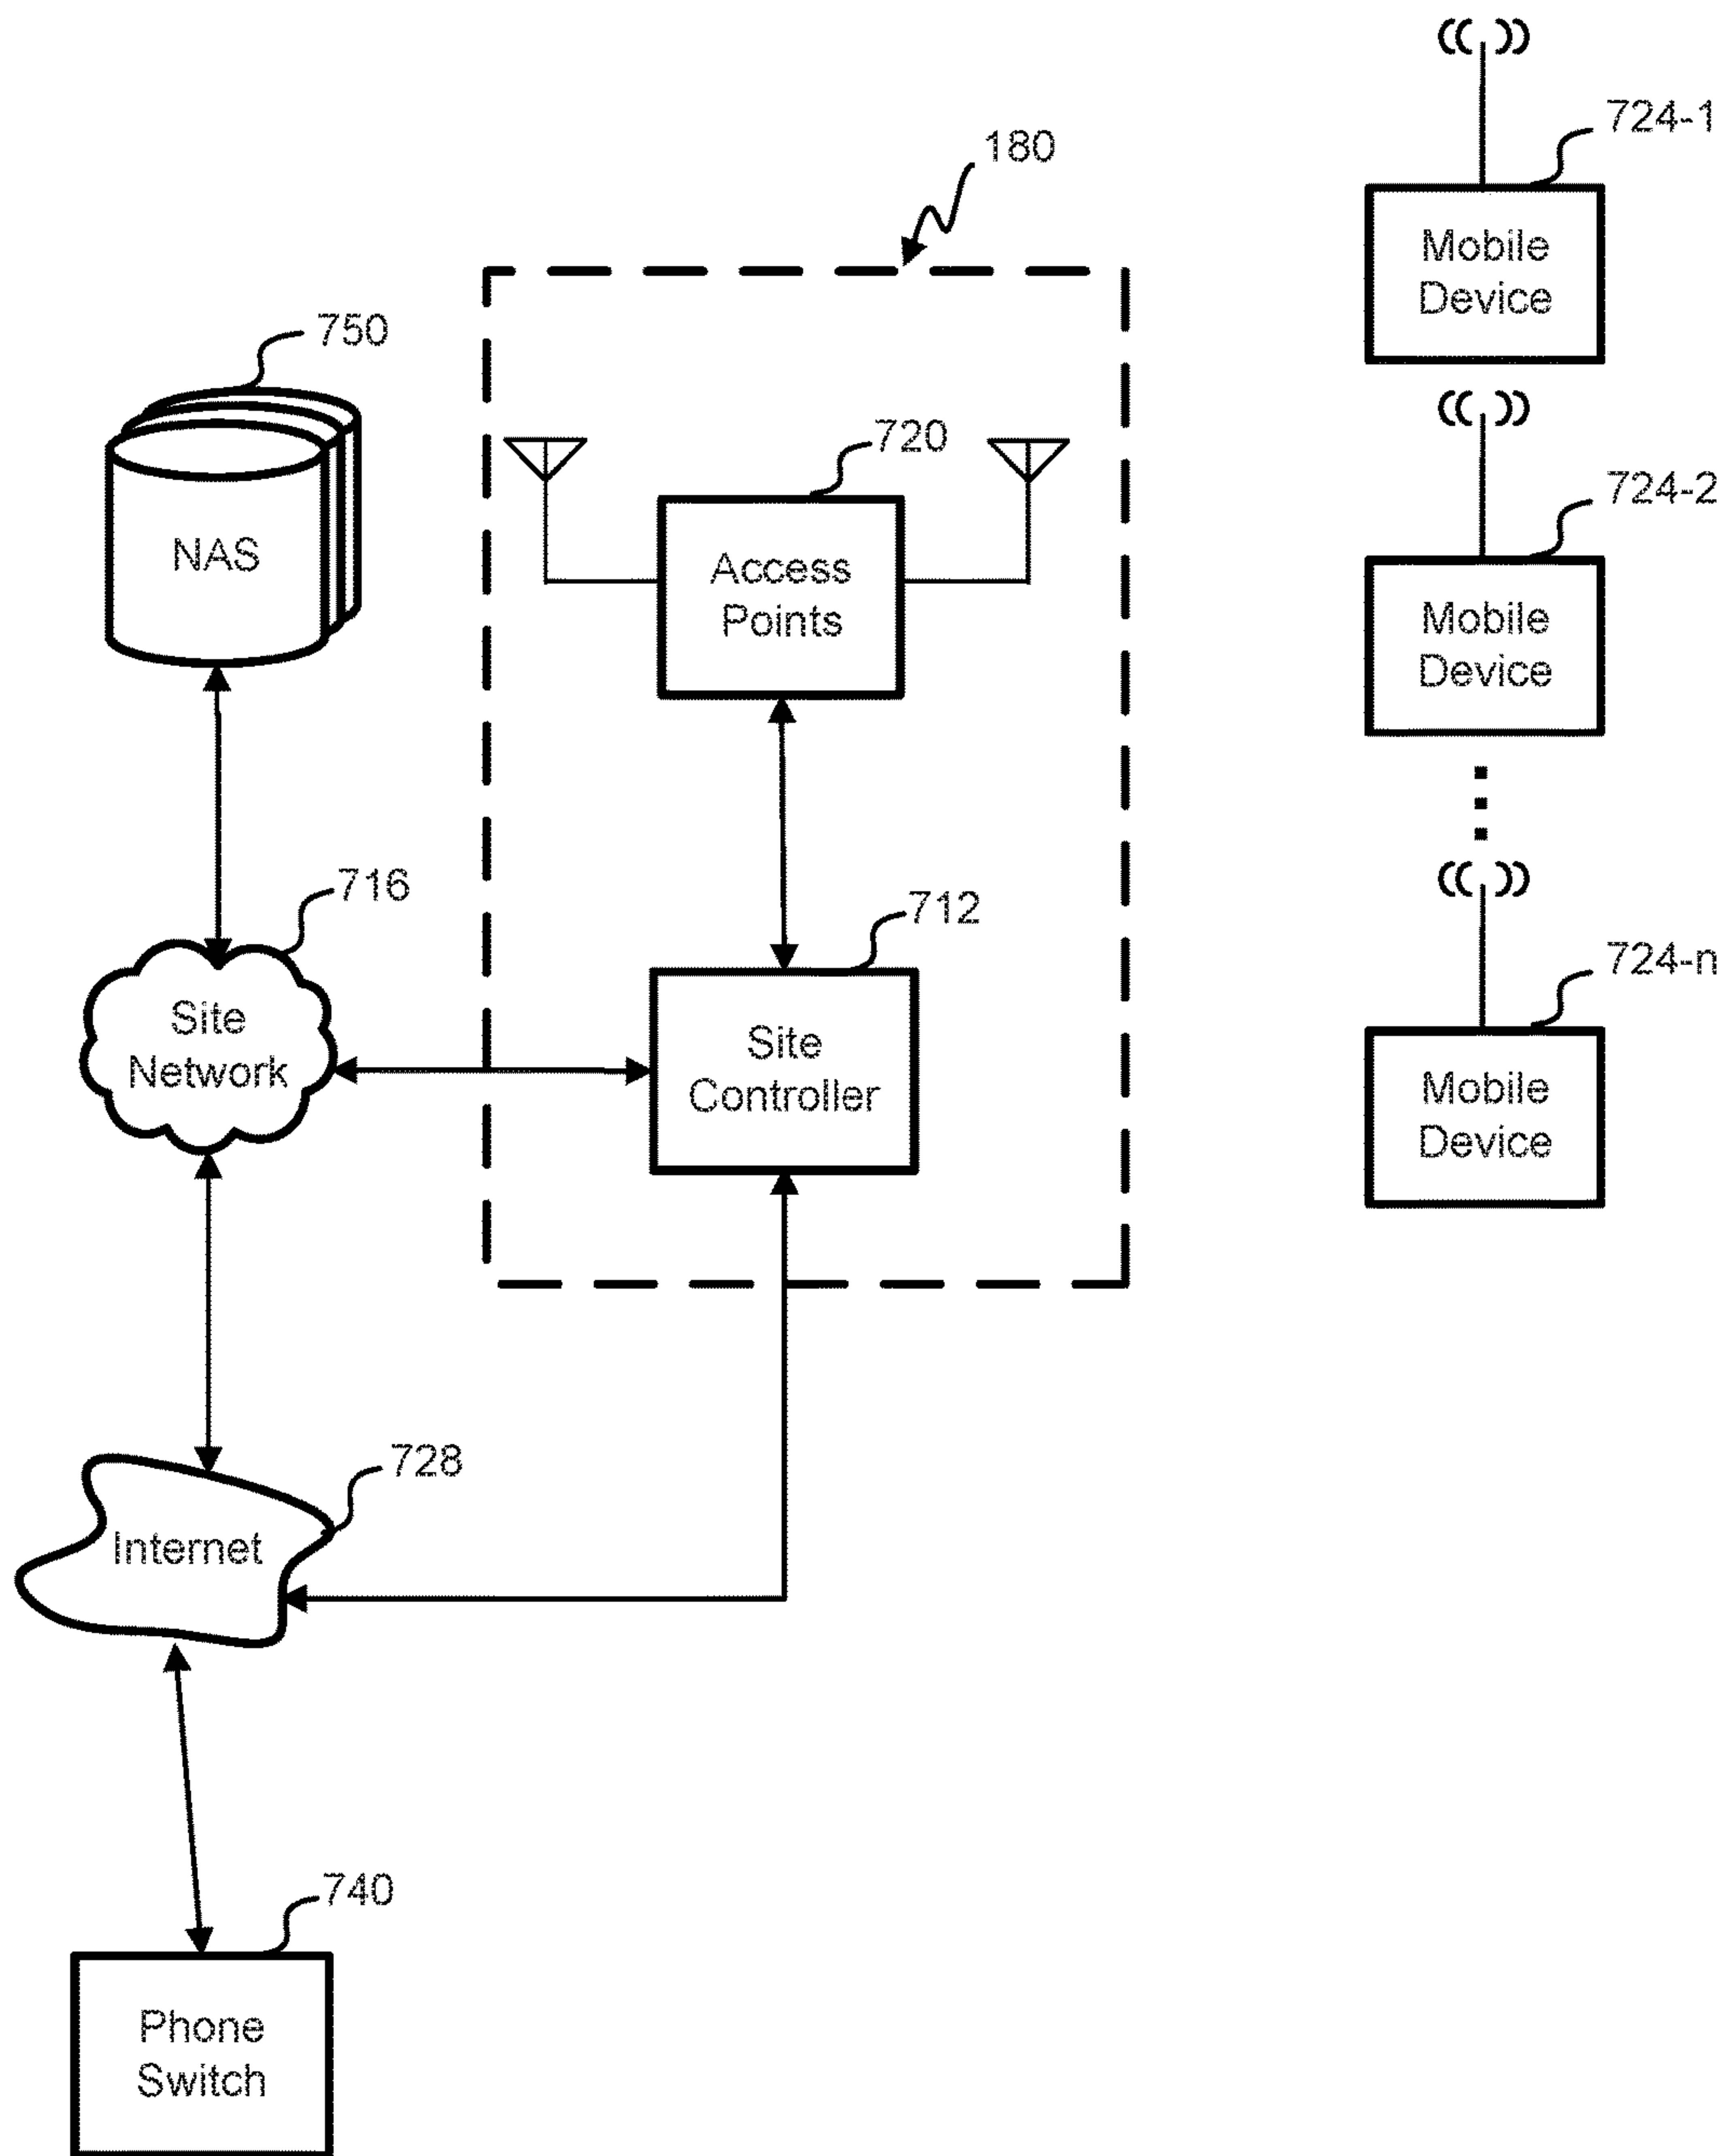 724-1
Mobile
Device
180
750
NAS
720
Access
Points
724-2
Mobile
Device
716
Site
Network
712
Site
Controller
724-n
Mobile
Device
728
Internet
740
Phone
Switch